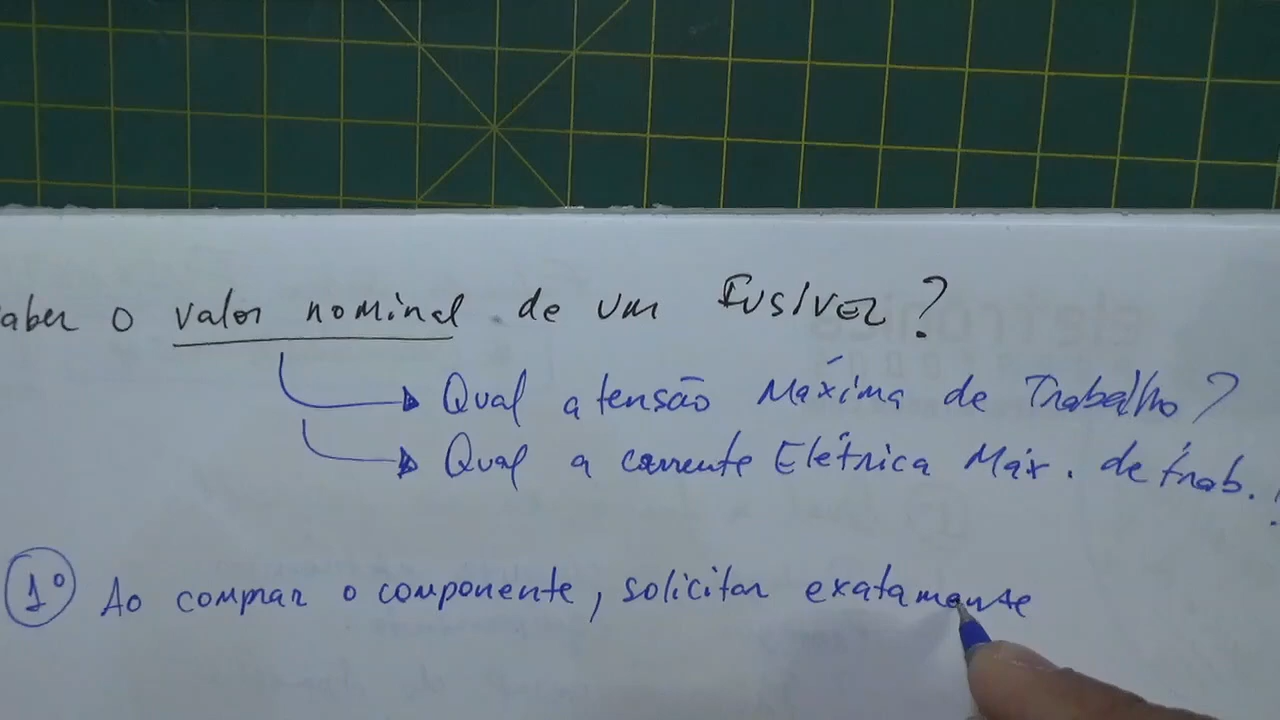 aber o valor nominal de um FUSIVEL?
Qual a tensão Máxima de Trabalho?
Qual a corrente Elétrica Máx. de trab.?
1º Ao comprar o componente, solicitar exatamente